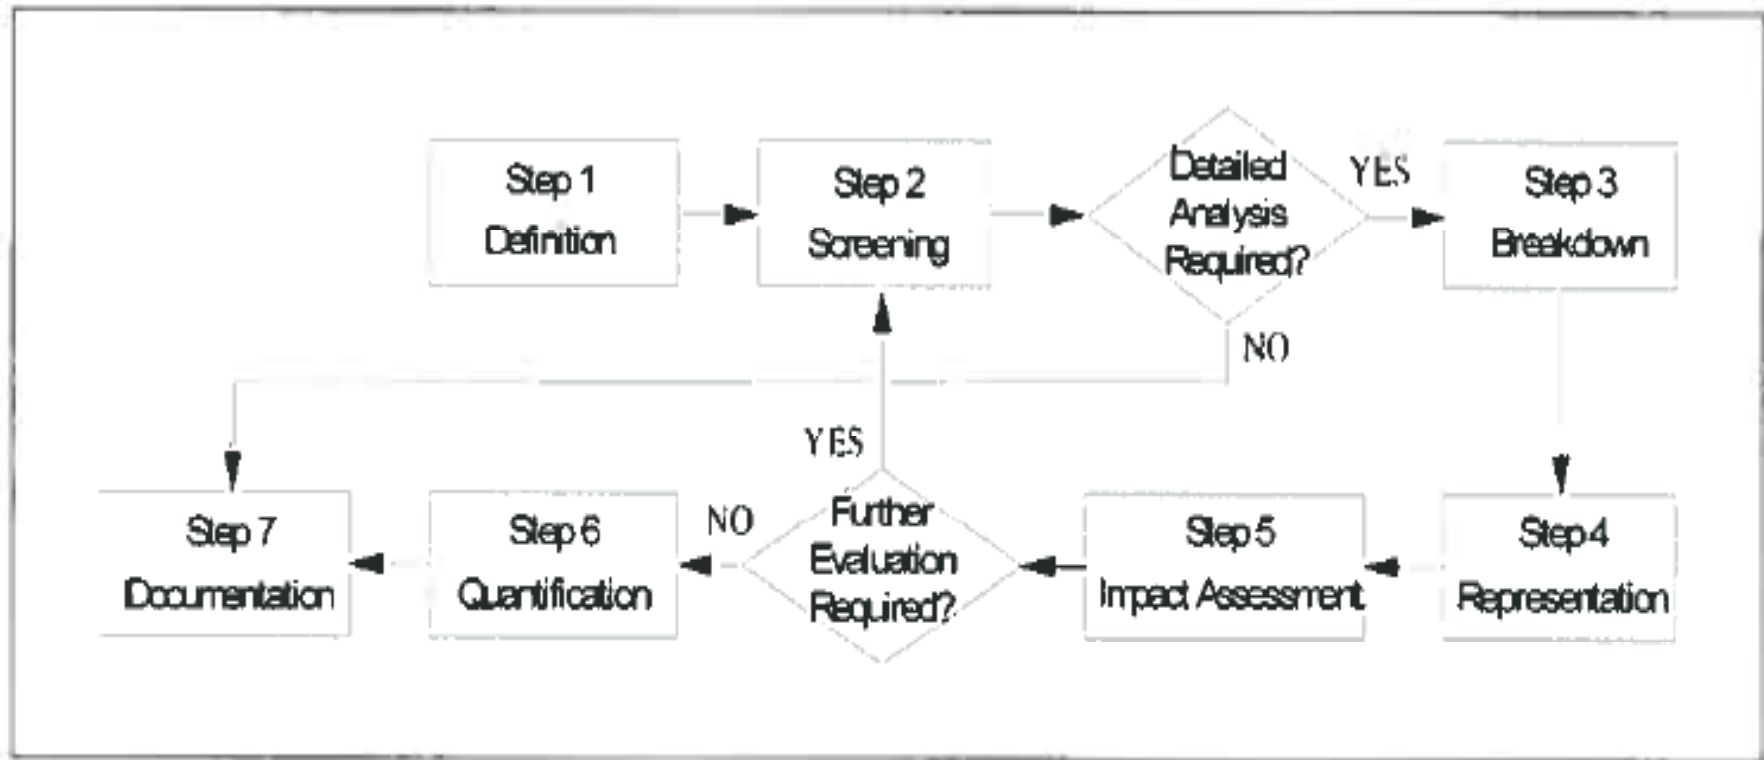 Step 1
Definition
Step 2
Screening
Detailed
Analysis
Required?
YES
Step 3
Breakdown
NO
YES
Step 7
Documentation
Step 6
Quantification
NO
Further
Evaluation
Required?
Step 5
Impact Assessment
Step 4
Representation